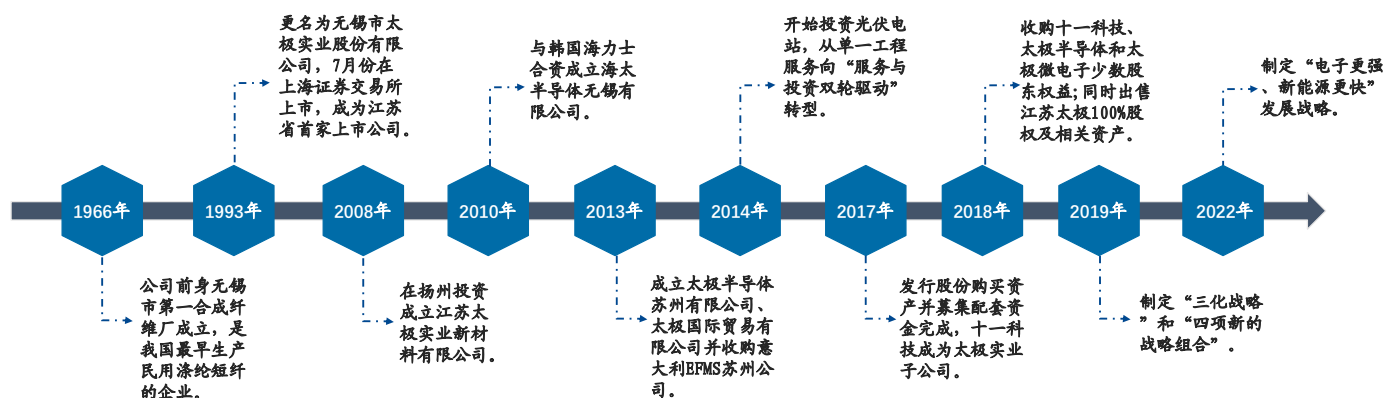 更名为无锡市太
极实业股份有限
公司，7月份在
上海证券交易所
上市，成为江苏
省首家上市公司。
与韩国海力士
合资成立海太
半导体无锡有
限公司。
开始投资光伏电
站，从单一工程
服务向“服务与
投资双轮驱动”
转型。
收购十一科技、
太极半导体和太
极微电子少数股
东权益;同时出售
江苏太极100%股
权及相关资产。
制定“电子更强
、新能源更快”
发展战略。
1966年
1993年
2008年
2010年
2013年
2014年
2017年
2018年
2019年
2022年
公司前身无锡
市第一合成纤
维厂成立，是
我国最早生产
民用涤纶短纤
的企业。
在扬州投资
成立江苏太
极实业新材
料有限公司。
成立太极半导体
苏州有限公司、
太极国际贸易有
限公司并收购意
大利EFMS苏州公
司。
发行股份购买资
产并募集配套资
金完成，十一科
技成为太极实业
子公司。
制定“三化战略
”和“四项新的
战略组合”.